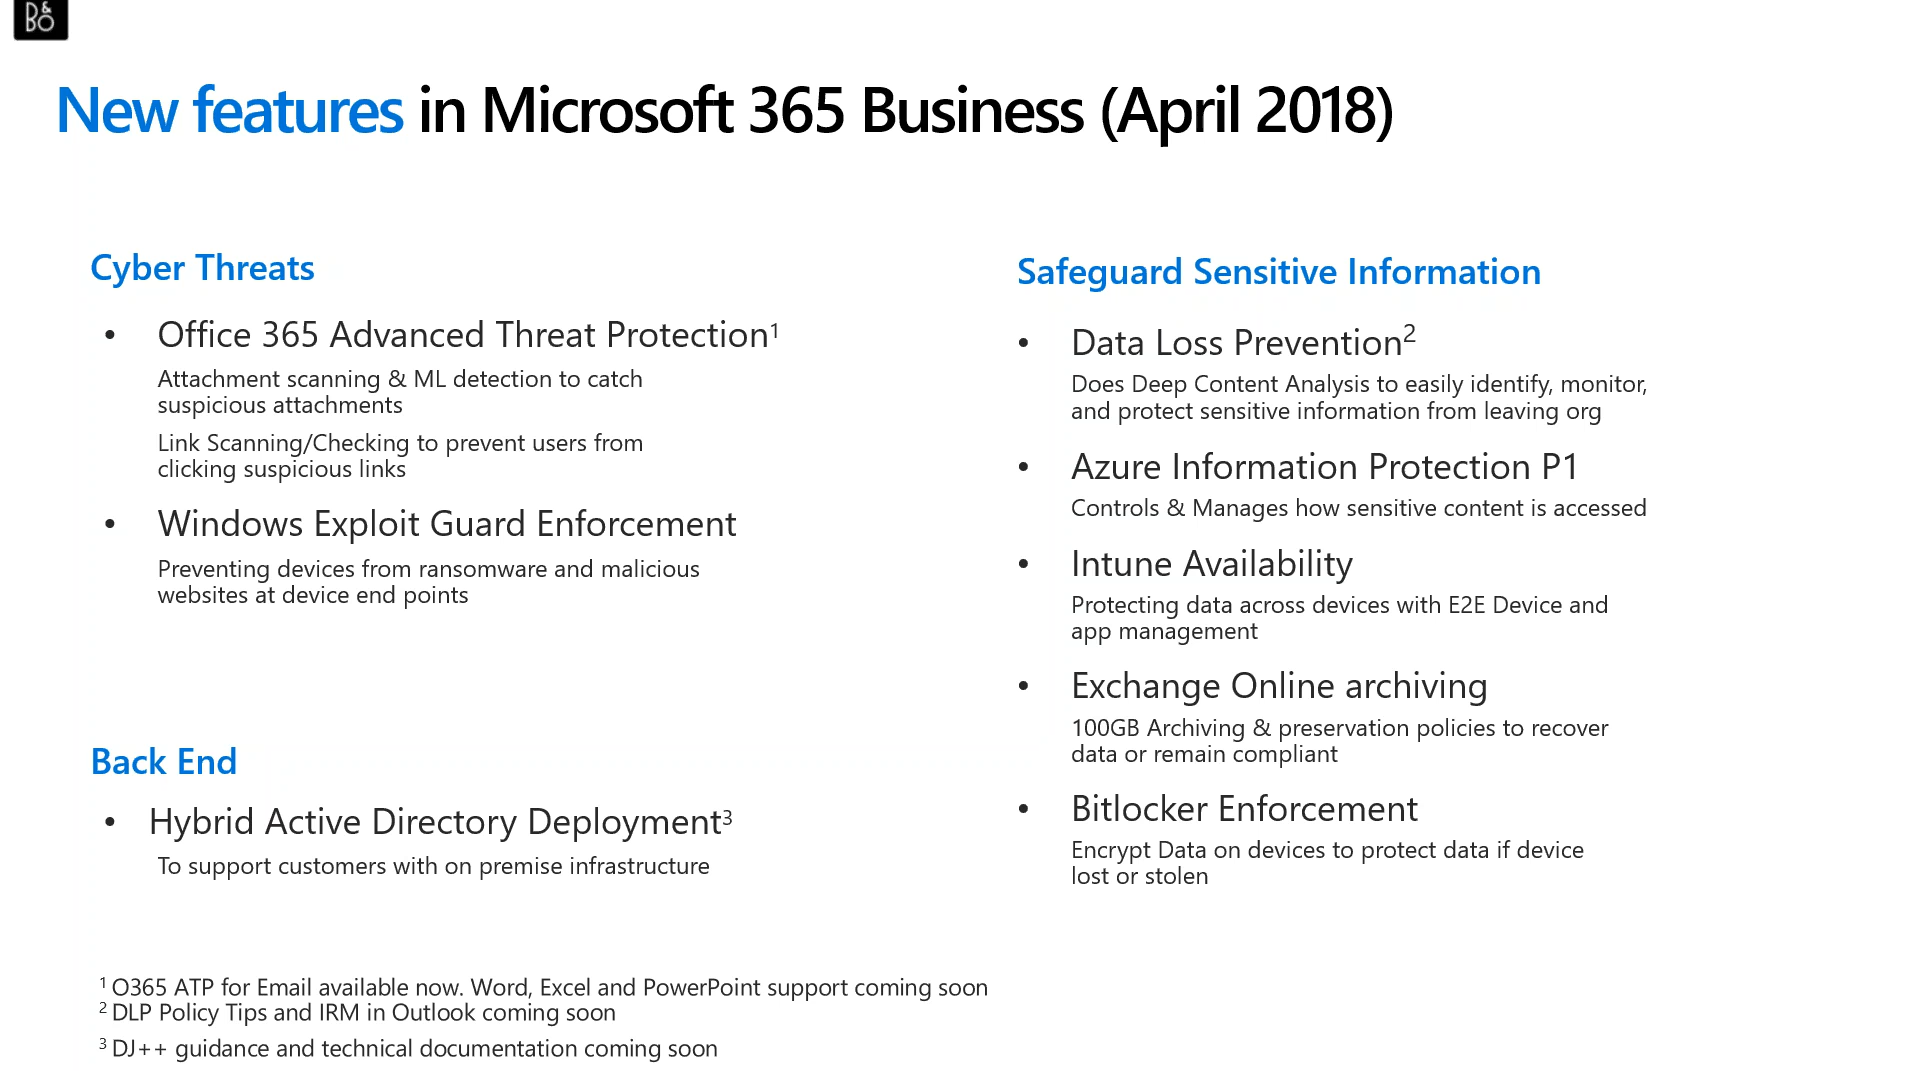 B&O
New features in Microsoft 365 Business (April 2018)
Cyber Threats
• Office 365 Advanced Threat Protection¹
Attachment scanning & ML detection to catch
suspicious attachments
Link Scanning/Checking to prevent users from
clicking suspicious links
• Windows Exploit Guard Enforcement
Preventing devices from ransomware and malicious
websites at device end points
Back End
• Hybrid Active Directory Deployment³
To support customers with on premise infrastructure
Safeguard Sensitive Information
• Data Loss Prevention²
Does Deep Content Analysis to easily identify, monitor,
and protect sensitive information from leaving org
• Azure Information Protection P1
Controls & Manages how sensitive content is accessed
• Intune Availability
Protecting data across devices with E2E Device and
app management
• Exchange Online archiving
100GB Archiving & preservation policies to recover
data or remain compliant
• Bitlocker Enforcement
Encrypt Data on devices to protect data if device
lost or stolen
¹ O365 ATP for Email available now. Word, Excel and PowerPoint support coming soon
² DLP Policy Tips and IRM in Outlook coming soon
³ DJ++ guidance and technical documentation coming soon